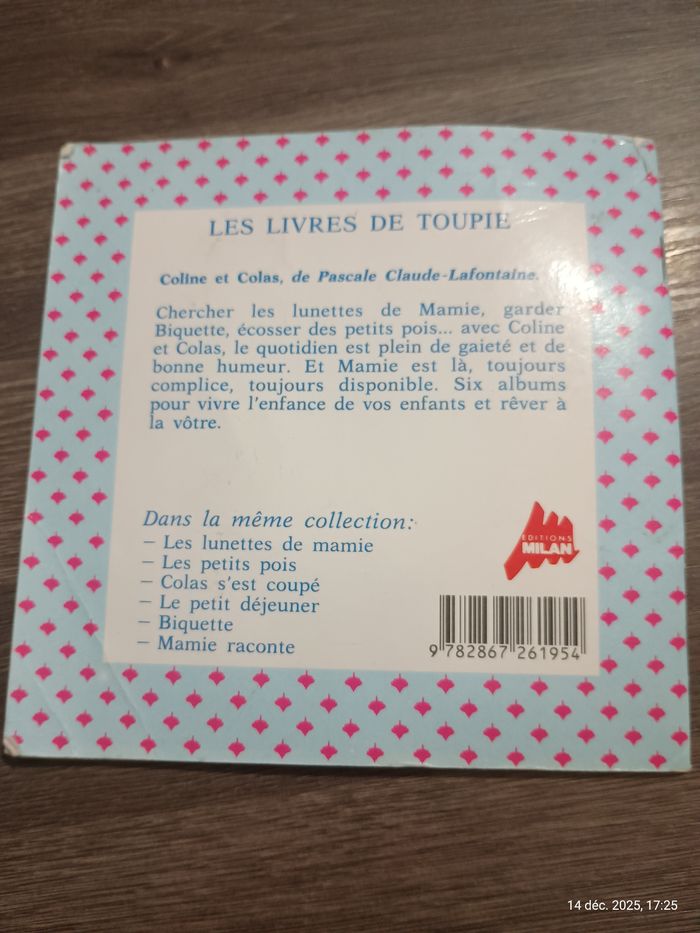 LES LIVRES DE TOUPIE
Coline et Colas, de Pascale Claude-Lafontaine.
Chercher les lunettes de Mamie, garder
Biquette, écosser des petits pois... avec Coline
et Colas, le quotidien est plein de gaieté et de
bonne humeur. Et Mamie est là, toujours
complice, toujours disponible. Six albums
pour vivre l'enfance de vos enfants et rêver à
la vôtre.
Dans la même collection:
– Les lunettes de mamie
– Les petits pois
– Colas s'est coupé
– Le petit déjeuner
– Biquette
– Mamie raconte
EDITIONS
MILAN
9 782867 261954
14 déc. 2025, 17:25